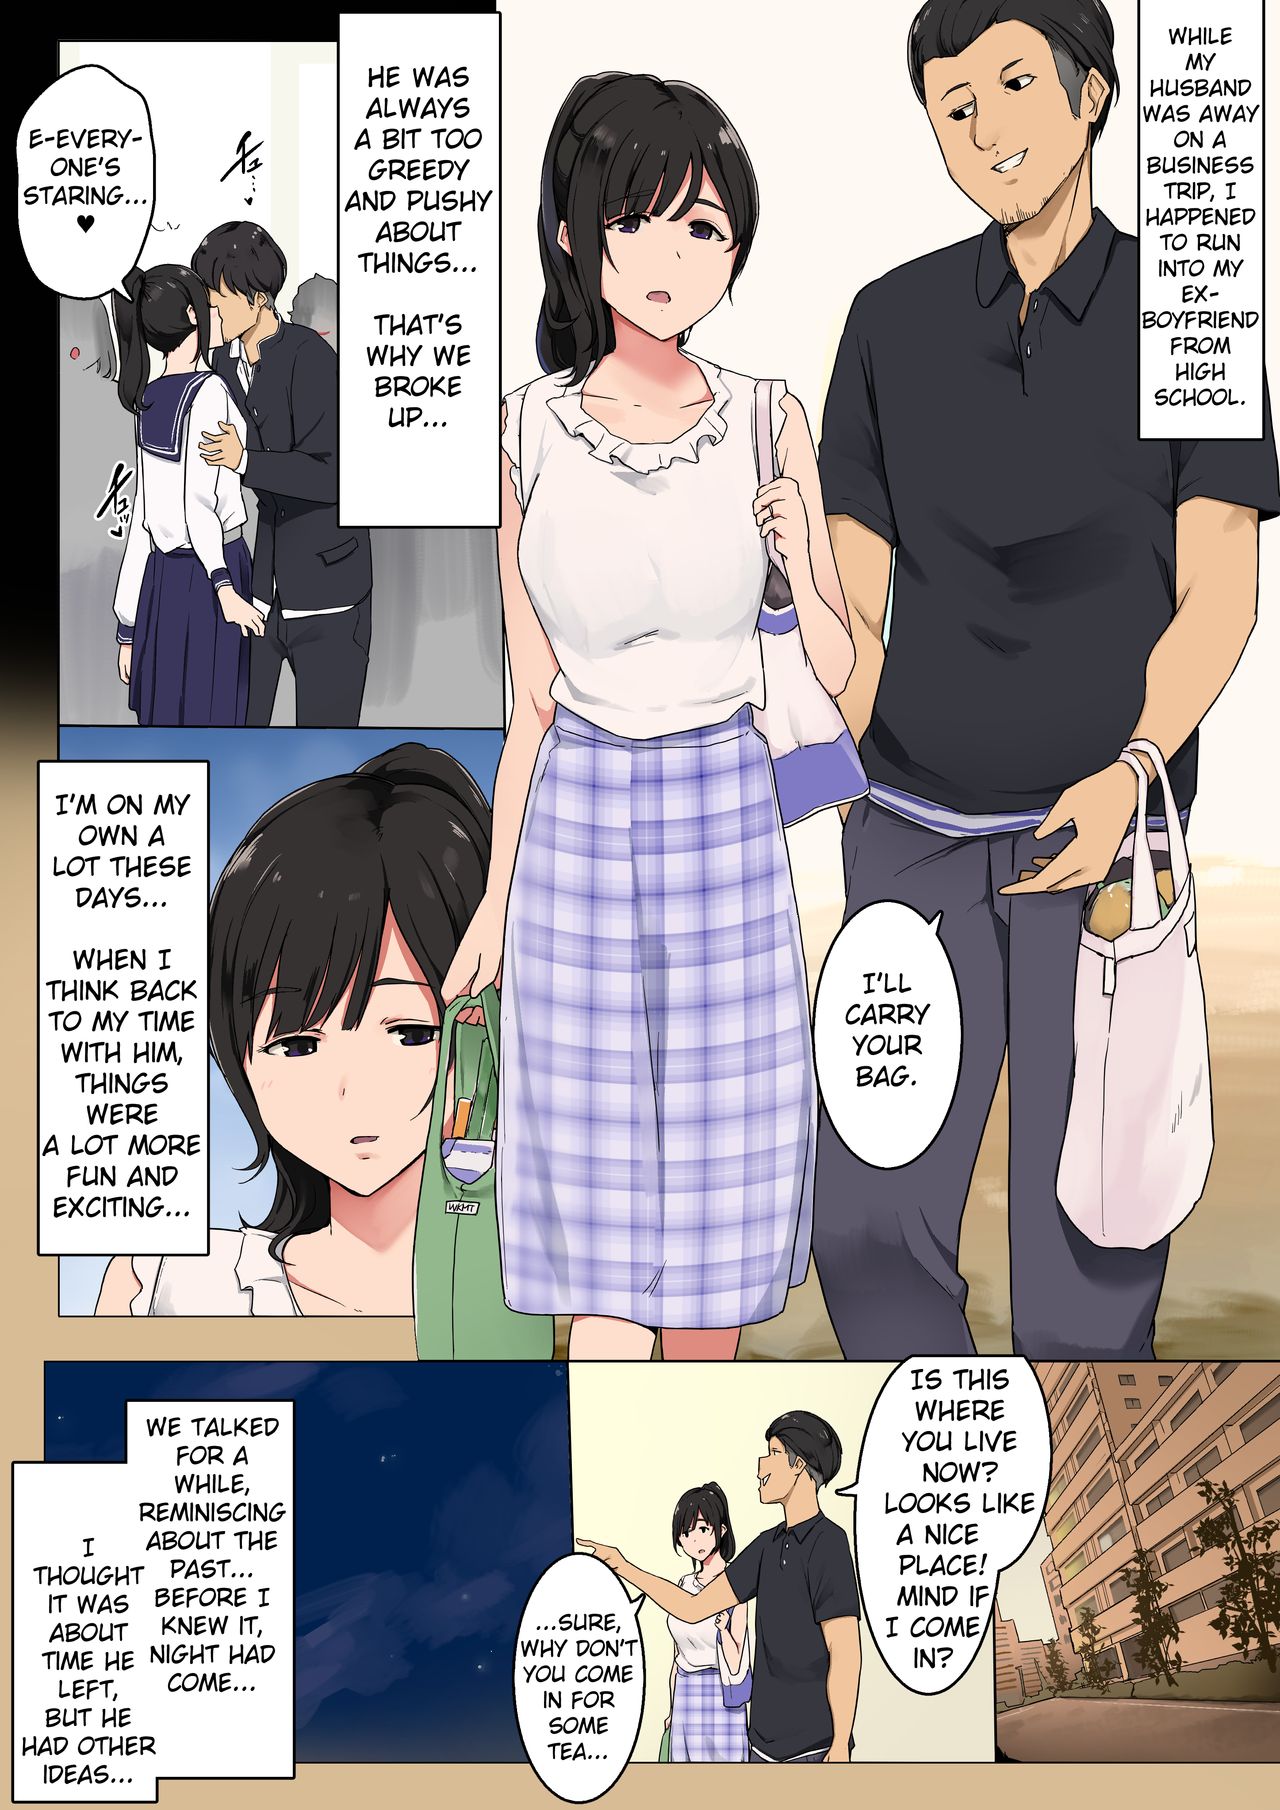 WHILE
MY
HUSBAND
WAS AWAY
ON A
BUSINESS
TRIP, I
HAPPENED
TO RUN
INTO MY
EX-
BOYFRIEND
FROM
HIGH
SCHOOL.
HE WAS
ALWAYS
A BIT TOO
GREEDY
AND PUSHY
ABOUT
THINGS...
THAT'S
WHY WE
BROKE
UP...
E-EVERY-
ONE'S
STARING...
♥
チュ…
チュッ
I'LL
CARRY
YOUR
BAG.
I'M ON MY
OWN A
LOT THESE
DAYS...
WHEN I
THINK BACK
TO MY TIME
WITH HIM,
THINGS
WERE
A LOT MORE
FUN AND
EXCITING...
WKMT
IS THIS
WHERE
YOU LIVE
NOW?
LOOKS LIKE
A NICE
PLACE!
MIND IF
I COME
IN?
...SURE,
WHY DON'T
YOU COME
IN FOR
SOME
TEA...
WE TALKED
FOR A
WHILE,
REMINISCING
ABOUT THE
PAST...
BEFORE I
KNEW IT,
NIGHT HAD
COME...
I
THOUGHT
IT WAS
ABOUT
TIME HE
LEFT,
BUT HE
HAD OTHER
IDEAS...